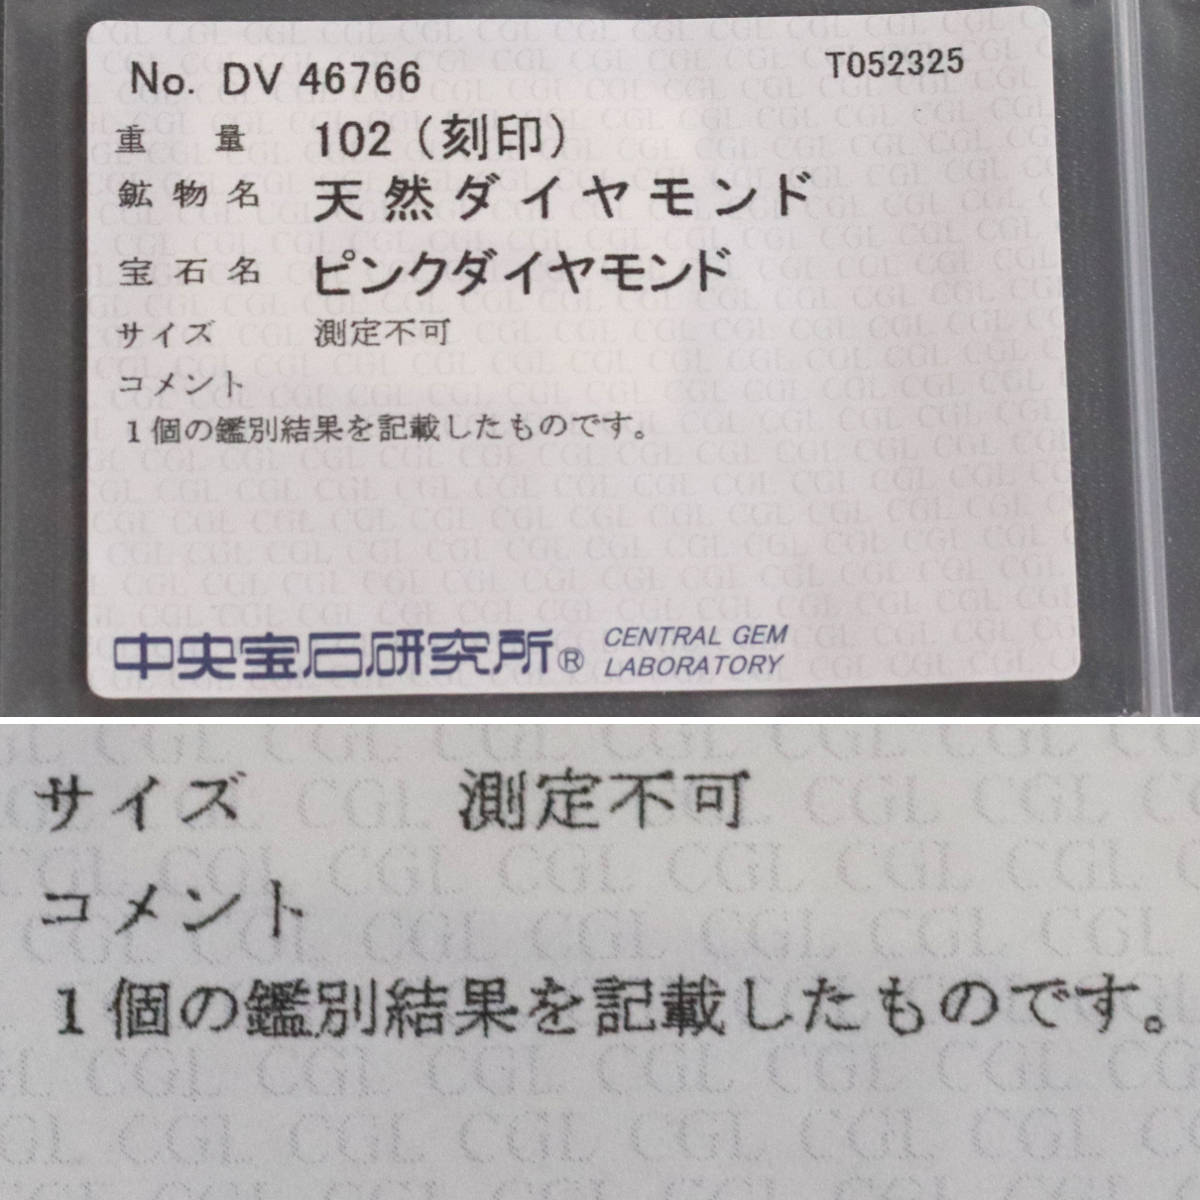 No. DV 46766 T052325
重量 102（刻印）
鉱物名 天然ダイヤモンド
宝石名 ピンクダイヤモンド
サイズ 測定不可
コメント
1個の鑑別結果を記載したものです。
中央宝石研究所® CENTRAL GEM
LABORATORY
サイズ 測定不可
コメント
1個の鑑別結果を記載したものです。